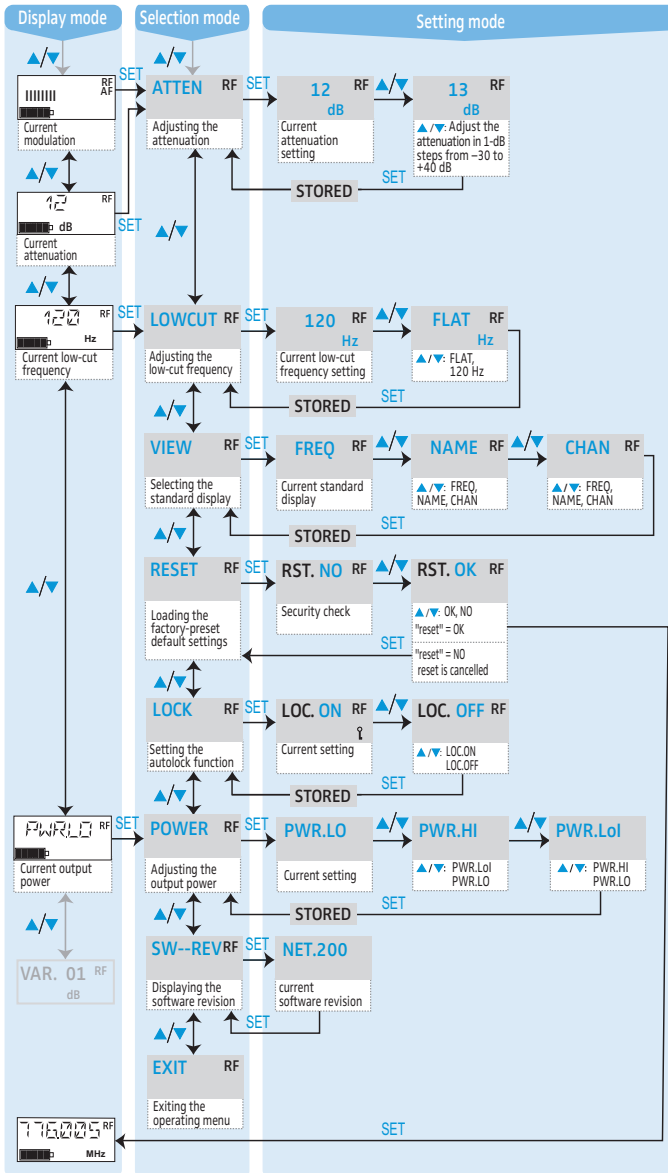 Display mode
Selection mode
Setting mode
▲/▼
▲/▼
RF
AF
Current
modulation
SET
ATTEN RF
Adjusting the
attenuation
SET
12 RF
dB
Current
attenuation
setting
▲/▼
13 RF
dB
▲/▼: Adjust the
attenuation in 1-dB
steps from –30 to
+40 dB
SET
STORED
▲/▼
12 RF
dB
Current
attenuation
SET
▲/▼
▲/▼
120 RF
Hz
Current low-cut
frequency
SET
LOWCUT RF
Adjusting the
low-cut frequency
SET
120 RF
Hz
Current low-cut
frequency setting
▲/▼
FLAT RF
Hz
▲/▼: FLAT,
120 Hz
SET
STORED
▲/▼
VIEW RF
Selecting the
standard display
SET
FREQ RF
Current standard
display
▲/▼
NAME RF
▲/▼: FREQ,
NAME, CHAN
▲/▼
CHAN RF
▲/▼: FREQ,
NAME, CHAN
SET
STORED
▲/▼
▲/▼
RESET RF
Loading the
factory-preset
default settings
SET
RST. NO RF
Security check
▲/▼
RST. OK RF
▲/▼: OK, NO
"reset" = OK
"reset" = NO
reset is cancelled
SET
▲/▼
LOCK RF
Setting the
autolock function
SET
LOC. ON RF
Current setting
▲/▼
LOC. OFF RF
▲/▼: LOC.ON
LOC.OFF
SET
STORED
▲/▼
PWR.LO RF
Current output
power
SET
POWER RF
Adjusting the
output power
SET
PWR.LO
Current setting
▲/▼
PWR.HI
▲/▼: PWR.LoI
PWR.LO
▲/▼
PWR.LoI
▲/▼: PWR.HI
PWR.LO
SET
STORED
▲/▼
▲/▼
VAR. 01 RF
dB
SW--REV RF
Displaying the
software revision
SET
NET.200
current
software revision
SET
▲/▼
EXIT RF
Exiting the
operating menu
776.005 RF
MHz
SET